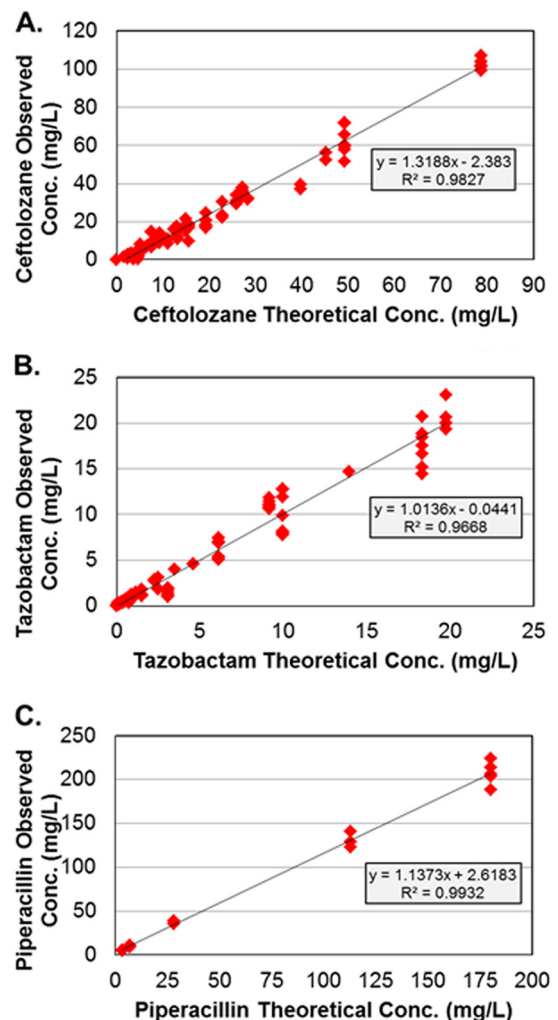 A.
Ceftolozane Observed
Conc. (mg/L)
120
100
80
60
40
20
0
y = 1.3188x - 2.383
R² = 0.9827
0 10 20 30 40 50 60 70 80 90
Ceftolozane Theoretical Conc. (mg/L)
B.
Tazobactam Observed
Conc. (mg/L)
25
20
15
10
5
0
y = 1.0136x - 0.0441
R² = 0.9668
0 5 10 15 20 25
Tazobactam Theoretical Conc. (mg/L)
C.
Piperacillin Observed
Conc. (mg/L)
250
200
150
100
50
0
y = 1.1373x + 2.6183
R² = 0.9932
0 25 50 75 100 125 150 175 200
Piperacillin Theoretical Conc. (mg/L)